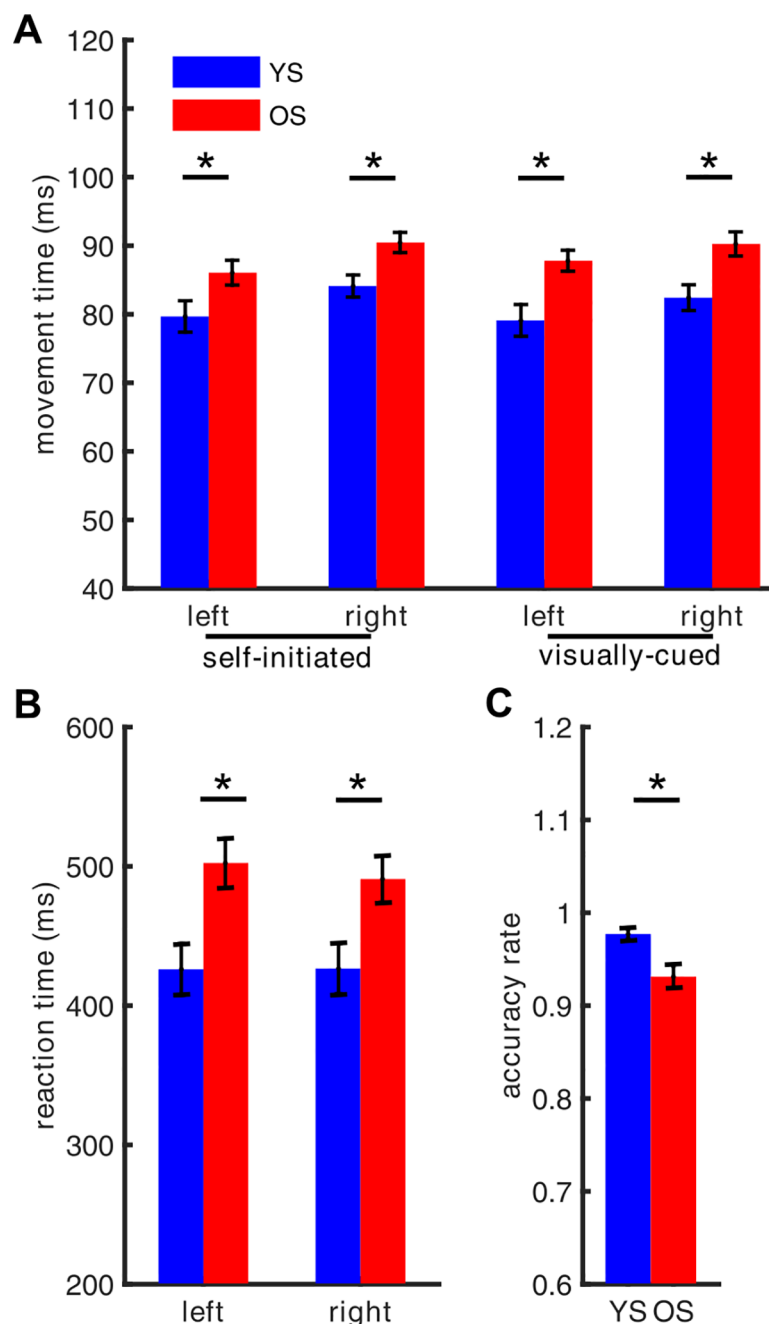 A
120
110
100
90
80
70
60
50
40
movement time (ms)
YS
OS
* * * *
left right left right
self-initiated visually-cued
B
600
500
400
300
200
reaction time (ms)
* *
left right
C
1.2
1.1
1
0.9
0.8
0.7
0.6
accuracy rate
*
YS OS